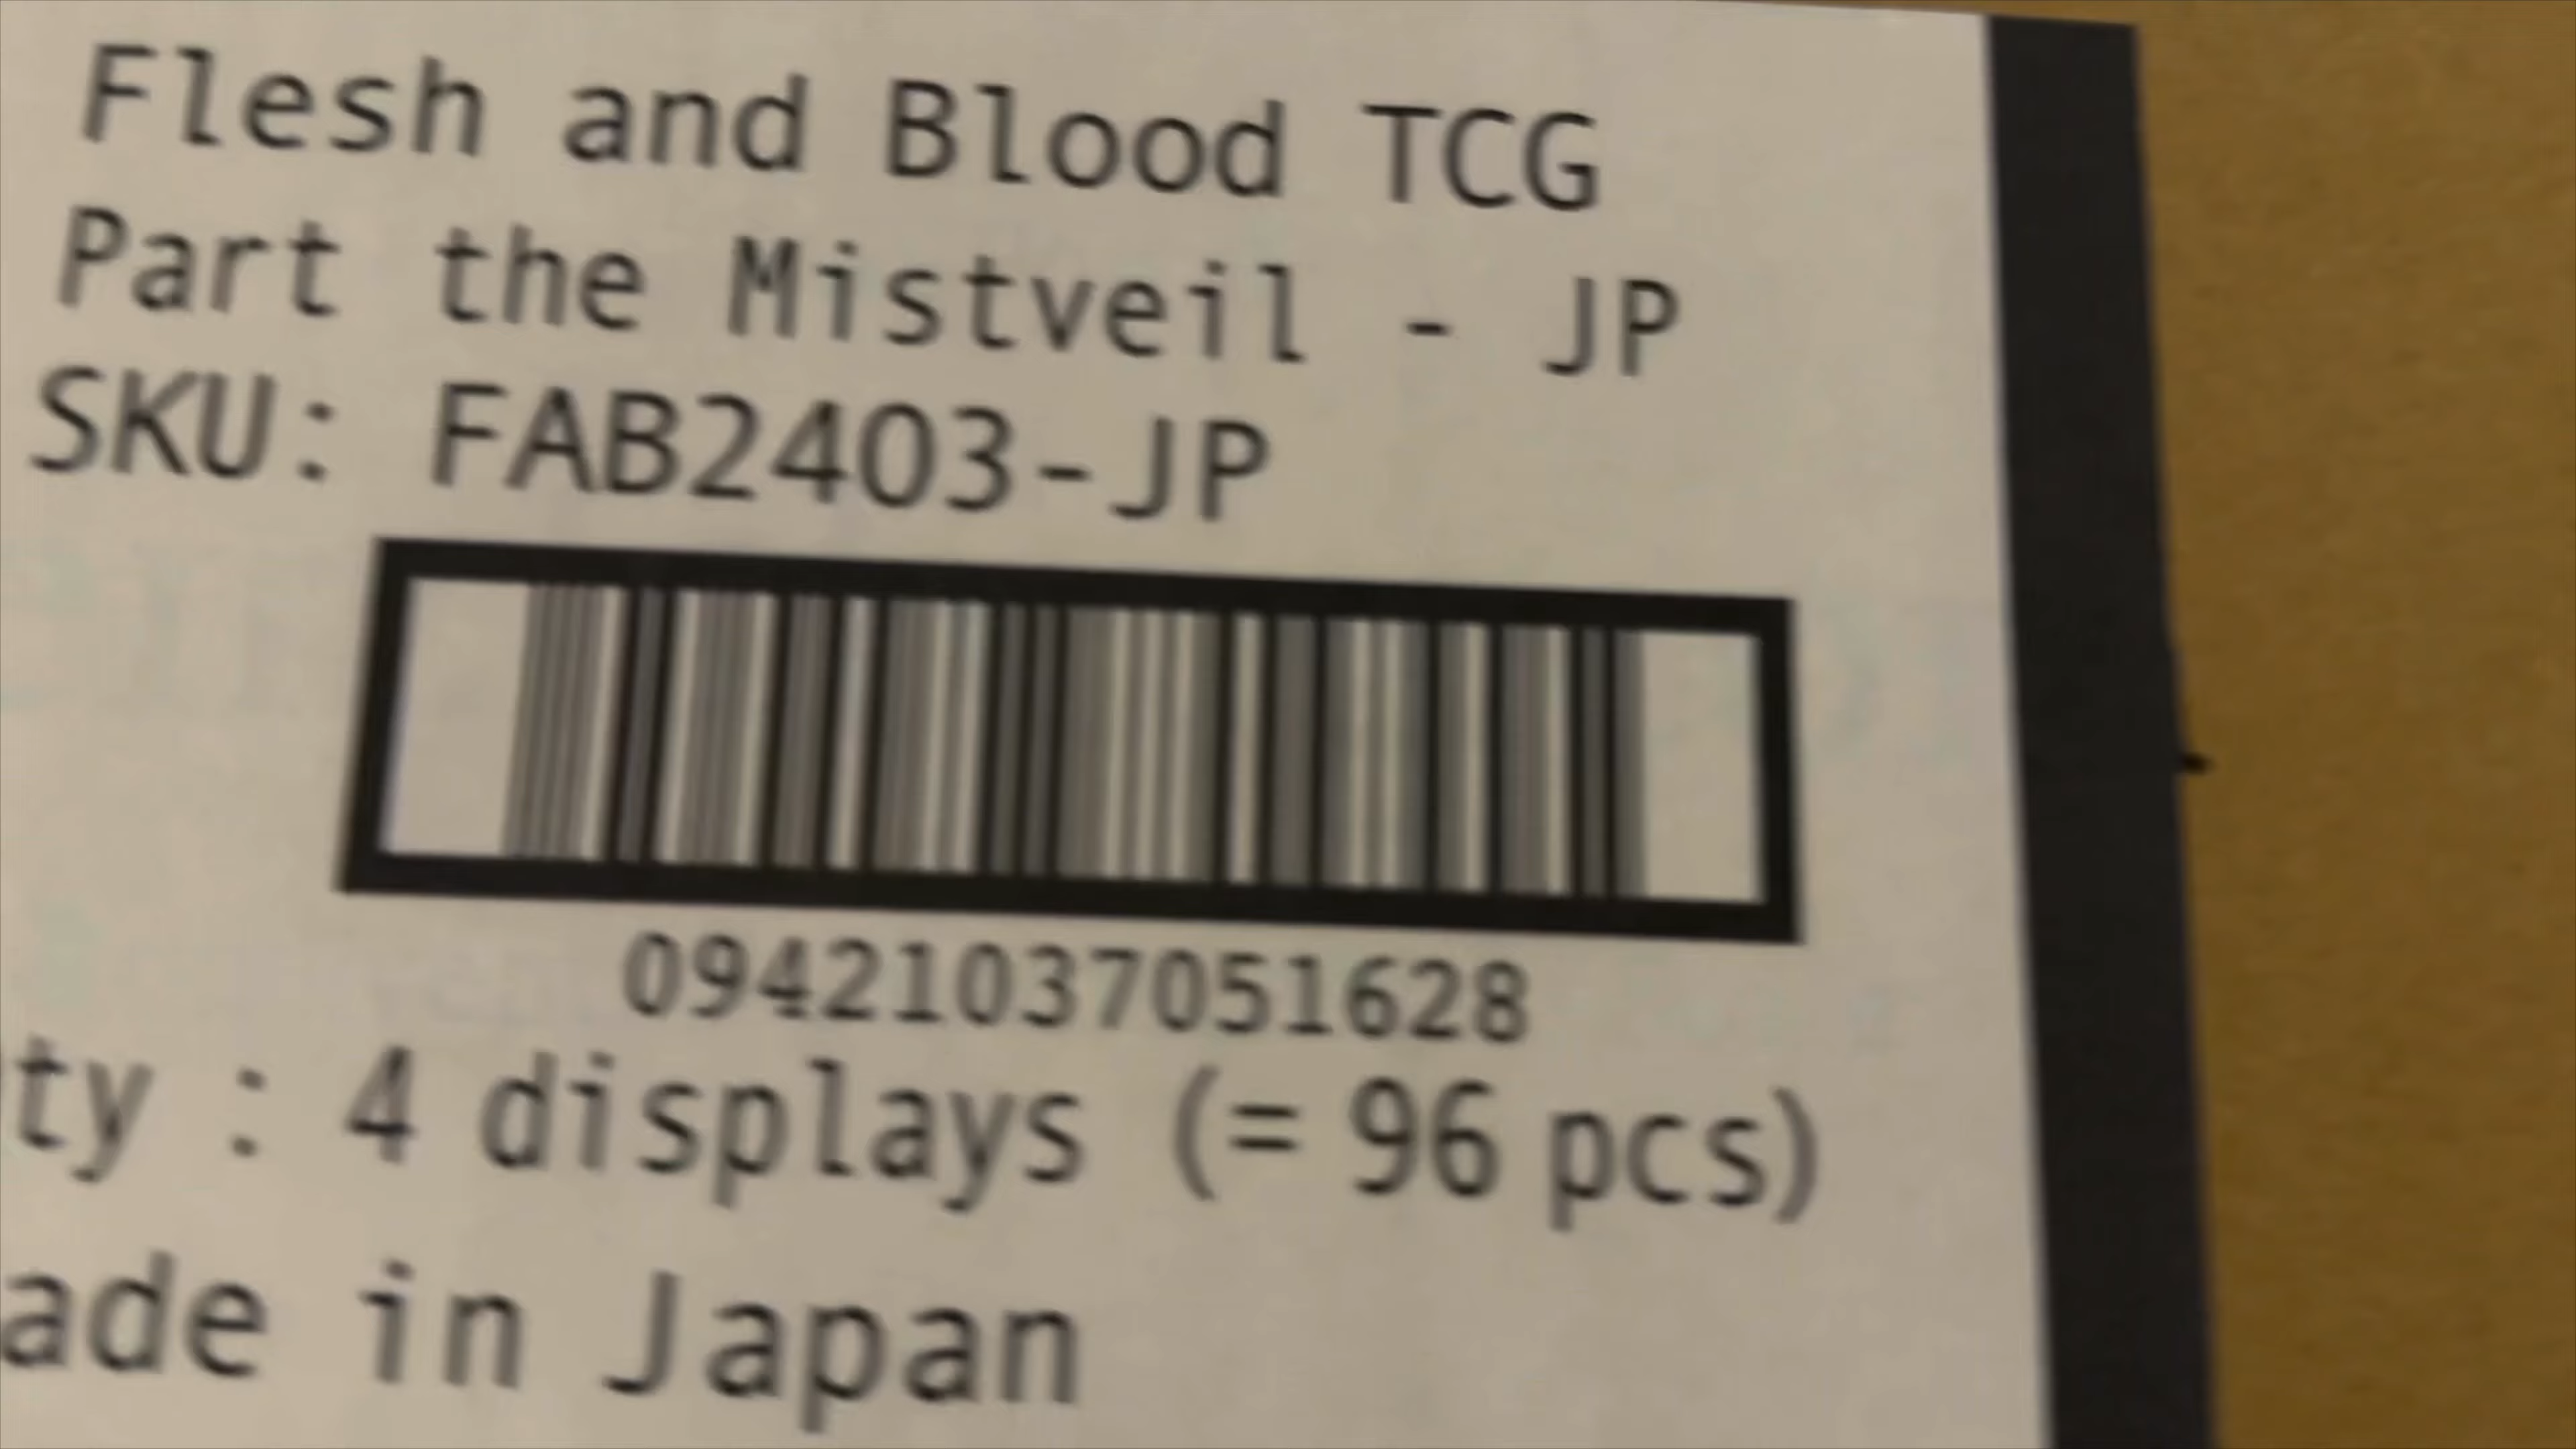 Flesh and Blood TCG
Part the Mistveil - JP
SKU: FAB2403-JP
09421037051628
ty : 4 displays (= 96 pcs)
ade in Japan